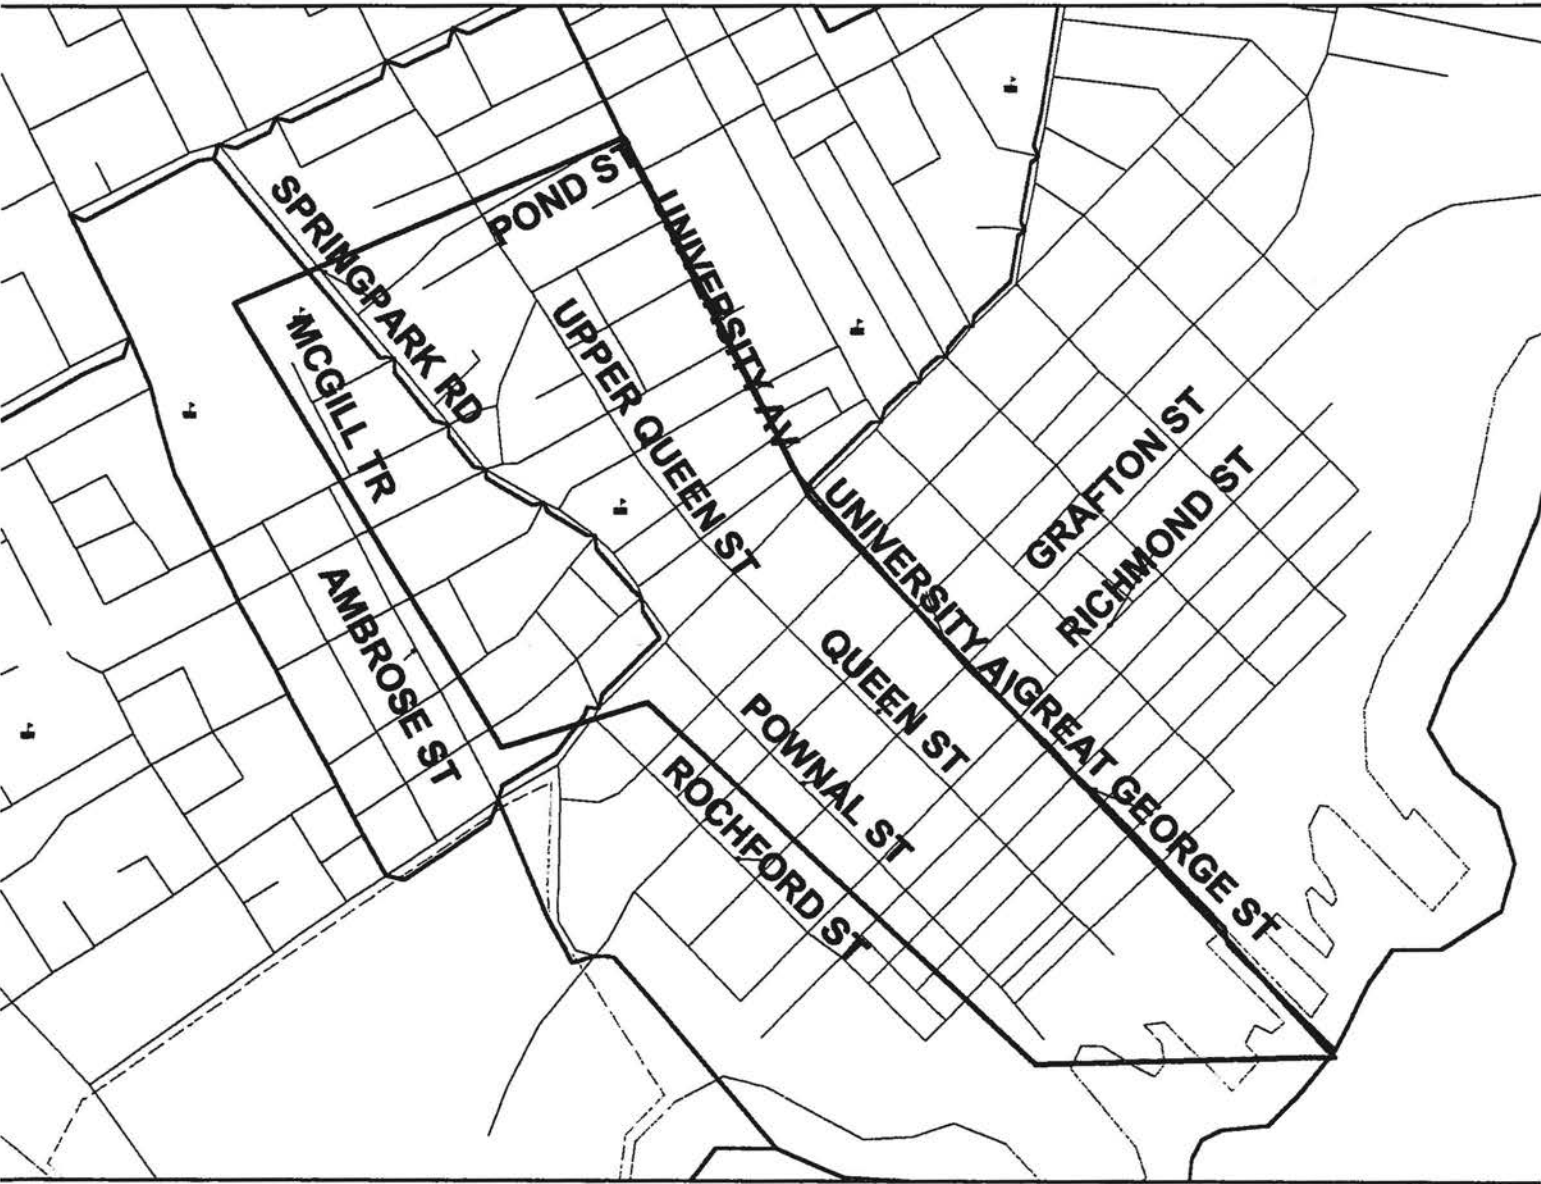 POND ST
SPRINGPARK RD
UNIVERSITY AV
MCGILL TR
UPPER QUEEN ST
GRAFTON ST
RICHMOND ST
UNIVERSITY AV
AMBROSE ST
QUEEN ST
GREAT GEORGE ST
POWNAL ST
ROCHFORD ST